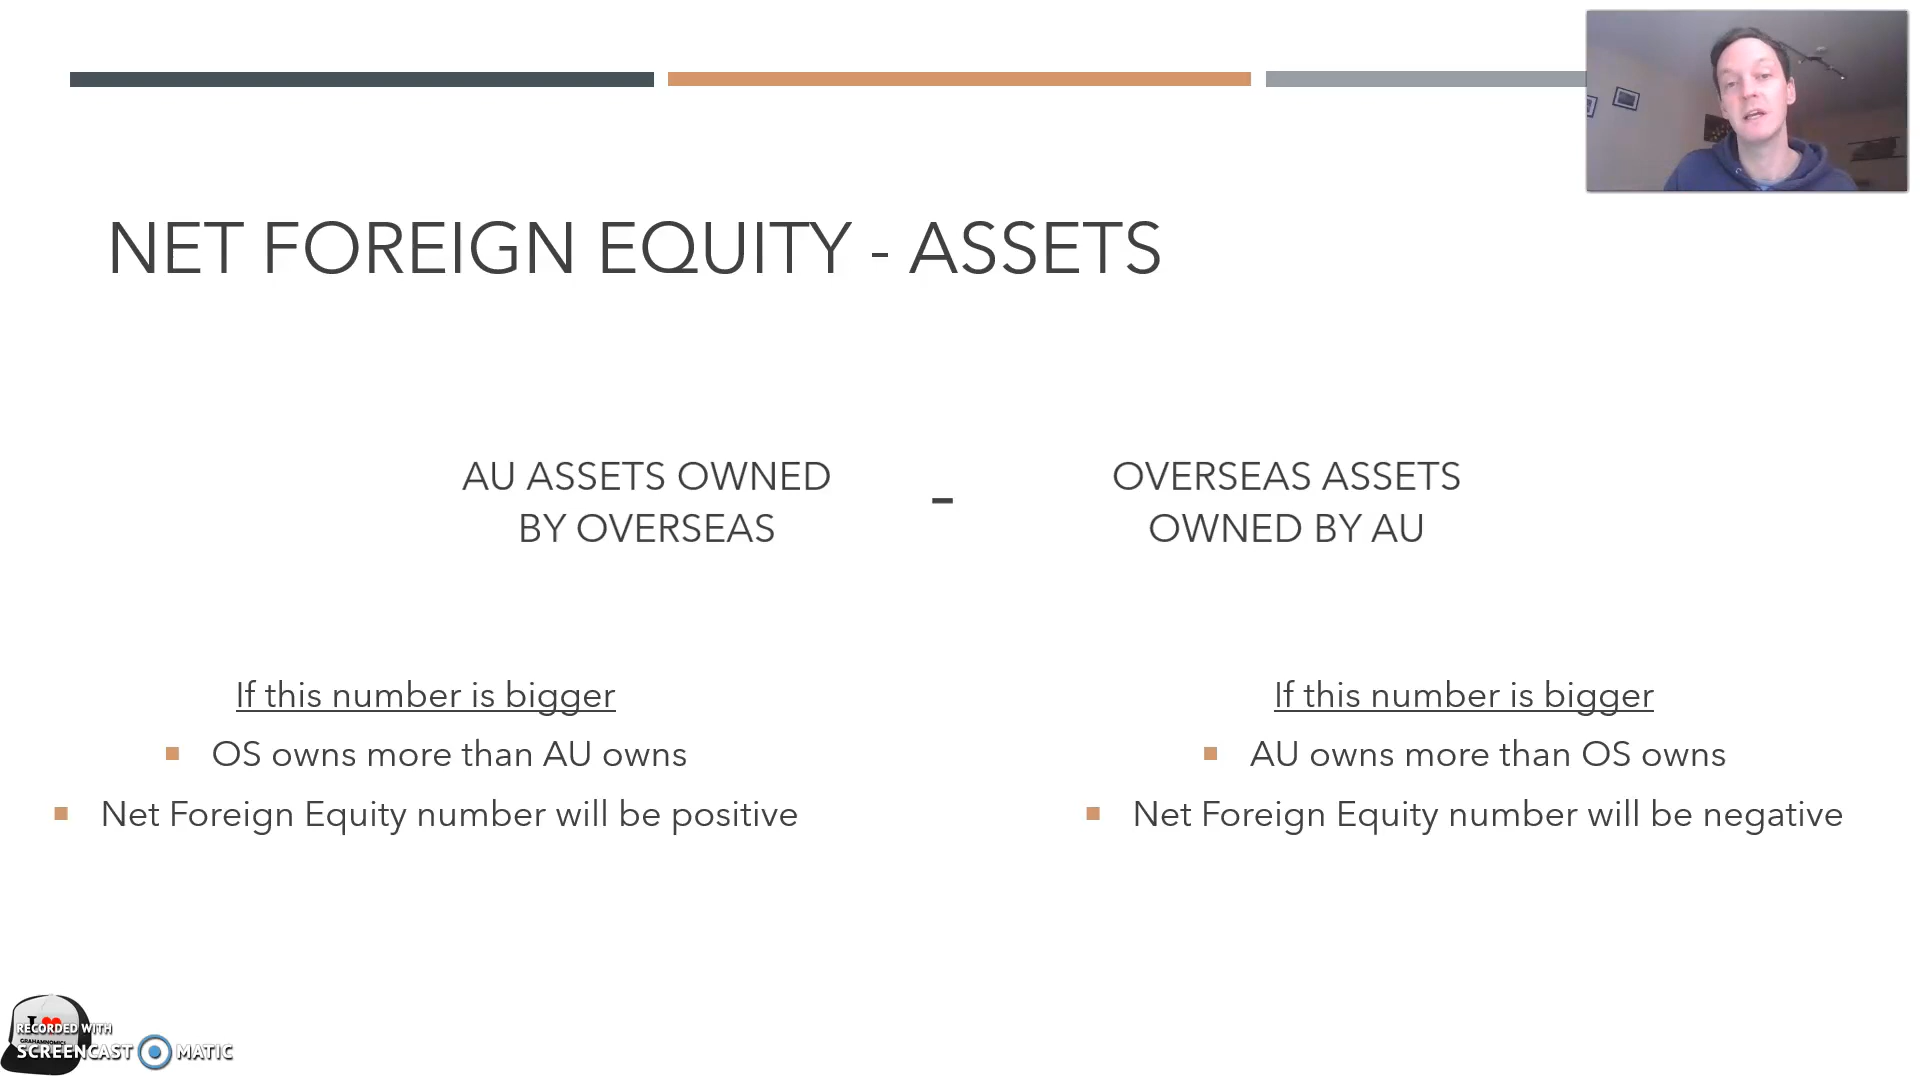 NET FOREIGN EQUITY - ASSETS
AU ASSETS OWNED
BY OVERSEAS
-
OVERSEAS ASSETS
OWNED BY AU
If this number is bigger
OS owns more than AU owns
Net Foreign Equity number will be positive
If this number is bigger
AU owns more than OS owns
Net Foreign Equity number will be negative
I
GRAHAMNOMICS
RECORDED WITH
SCREENCAST MATIC